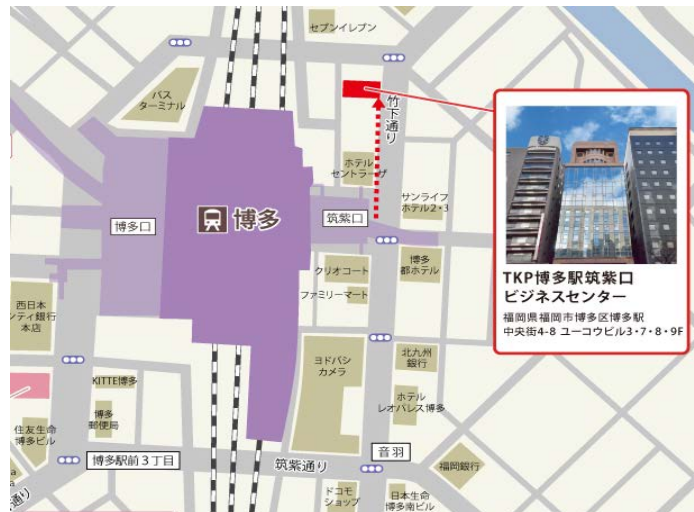 セブンイレブン
バス
ターミナル
竹下通り
ホテル
セントラーザ
サンライフ
ホテル2・3
博多口
博多
筑紫口
クリオコート
博多
都ホテル
ファミリーマート
TKP博多駅筑紫口
ビジネスセンター
福岡県福岡市博多区博多駅
中央街4-8 ユーコウビル3・7・8・9F
西日本
シティ銀行
本店
ヨドバシ
カメラ
北九州
銀行
KITTE博多
ホテル
レオパレス博多
博多
郵便局
住友生命
博多ビル
博多駅前3丁目
筑紫通り
音羽
福岡銀行
通り
ドコモ
ショップ
日本生命
博多南ビル